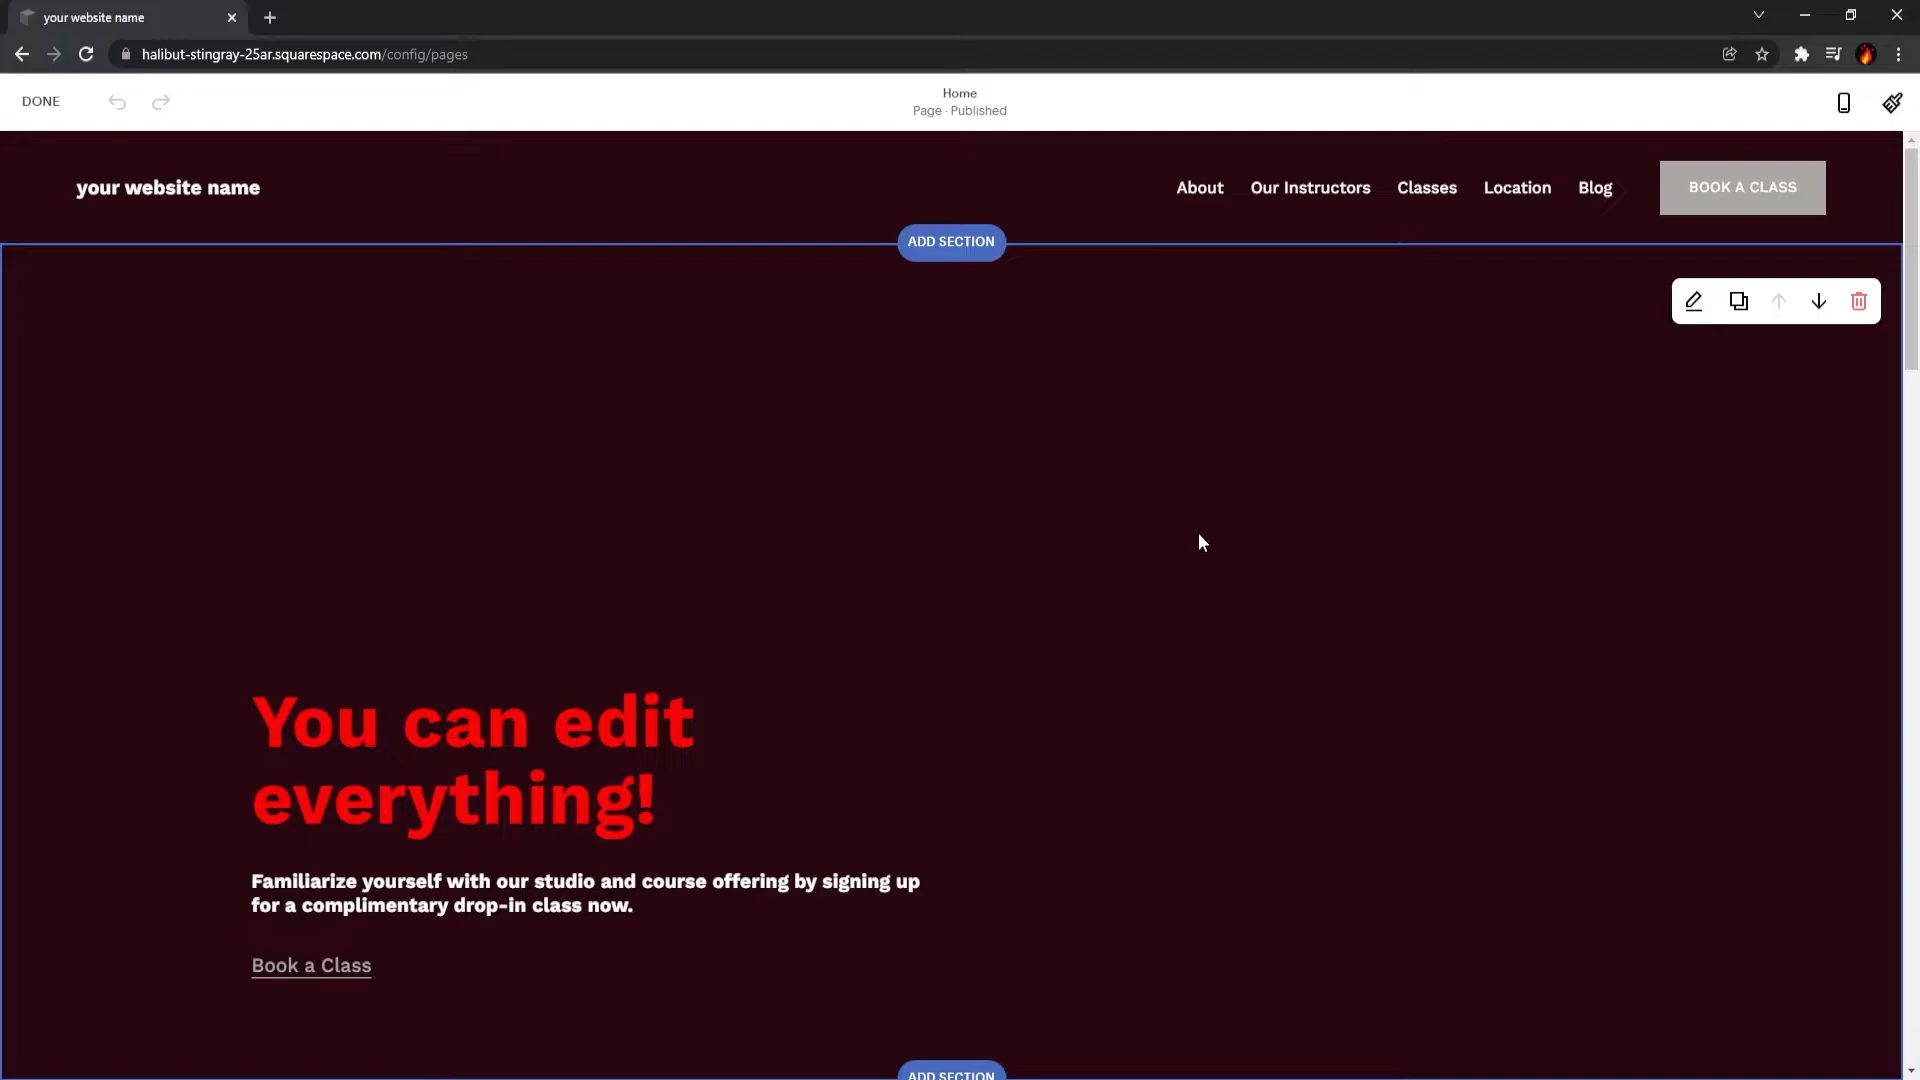 your website name
halibut-stingray-25ar.squarespace.com/config/pages
DONE
Home
Page · Published
your website name
About Our Instructors Classes Location Blog BOOK A CLASS
ADD SECTION
You can edit
everything!
Familiarize yourself with our studio and course offering by signing up
for a complimentary drop-in class now.
Book a Class
ADD SECTION